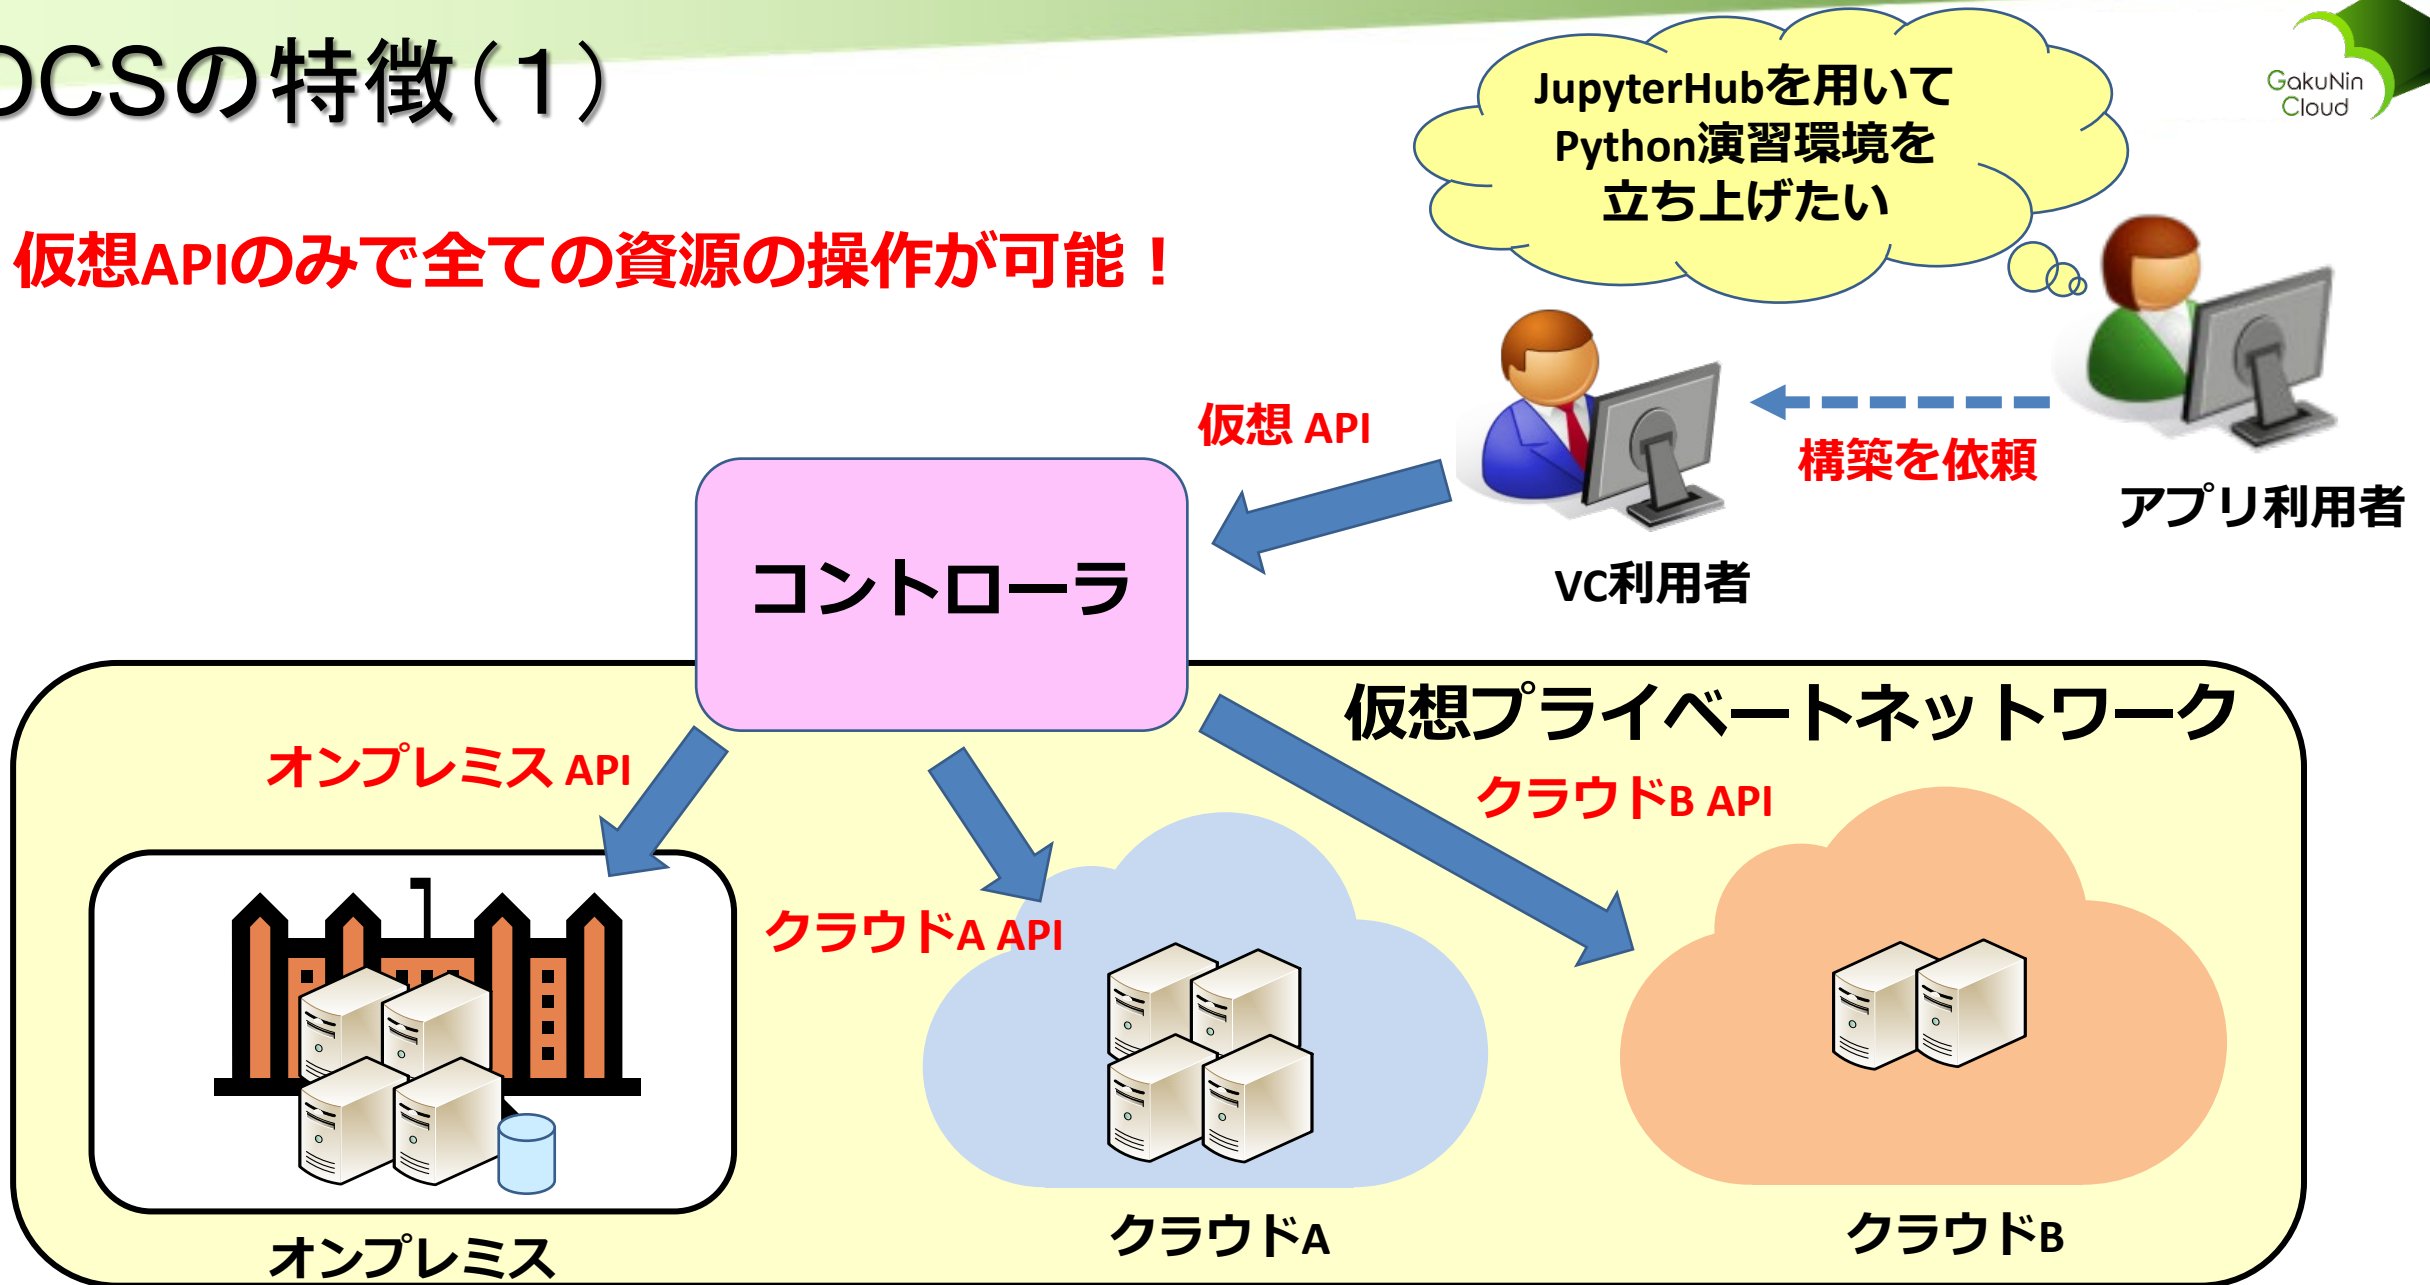 OCSの特徴(1)
GakuNin
Cloud
JupyterHubを用いて
Python演習環境を
立ち上げたい
仮想APIのみで全ての資源の操作が可能！
仮想 API
構築を依頼
アプリ利用者
VC利用者
コントローラ
仮想プライベートネットワーク
オンプレミス API
クラウドB API
クラウドA API
オンプレミス
クラウドA
クラウドB